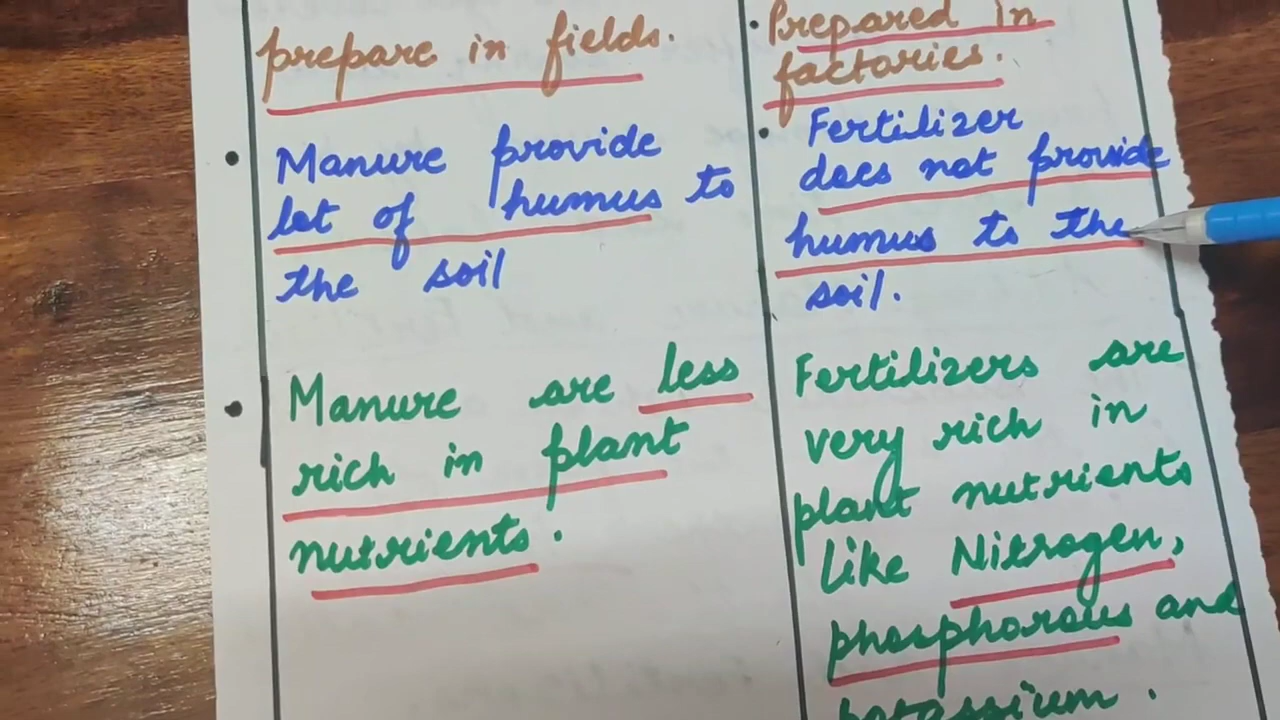 prepare in fields.
Manure provide
lot of humus to
the soil
Manure are less
rich in plant
nutrients.
• Prepared in
factories.
• Fertilizer
does not provide
humus to the
soil.
Fertilizers are
very rich in
plant nutrients
like Nitrogen,
phosphorous and
potassium.